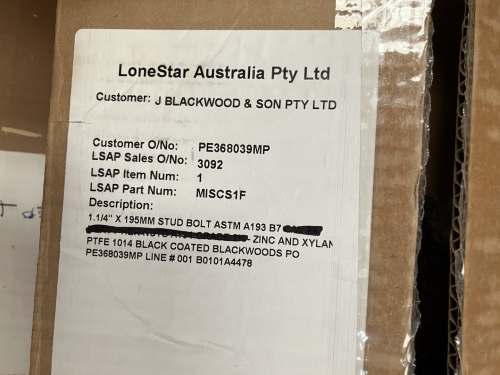 LoneStar Australia Pty Ltd
Customer: J BLACKWOOD & SON PTY LTD
Customer O/No: PE368039MP
LSAP Sales O/No: 3092
LSAP Item Num: 1
LSAP Part Num: MISCS1F
Description:
1.1/4" X 195MM STUD BOLT ASTM A193 B7
ZINC AND XYLAN
PTFE 1014 BLACK COATED BLACKWOODS PO
PE368039MP LINE # 001 B0101A4478